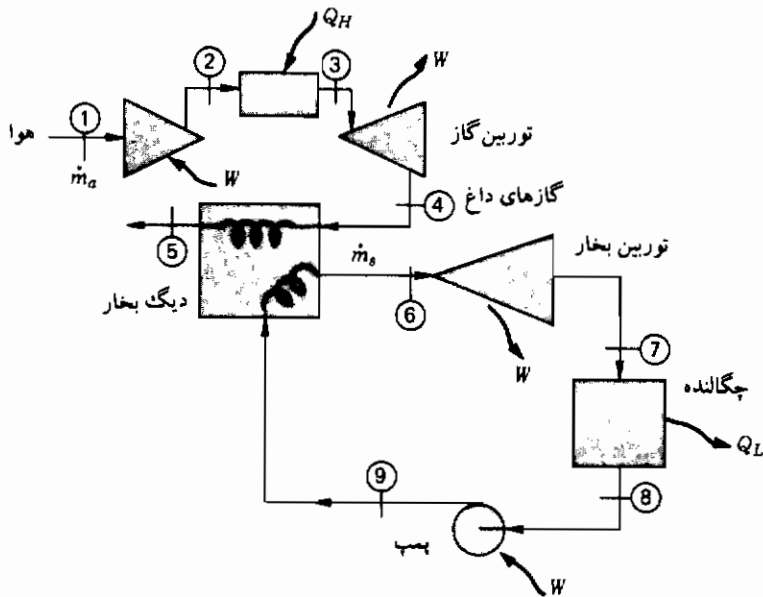 Q_H
W
②
③
توربین گاز
هوا
①
ṁ_a
W
④
گازهای داغ
⑤
ṁ_s
توربین بخار
دیگ بخار
⑥
W
⑦
چگالنده
Q_L
⑧
⑨
پمپ
W